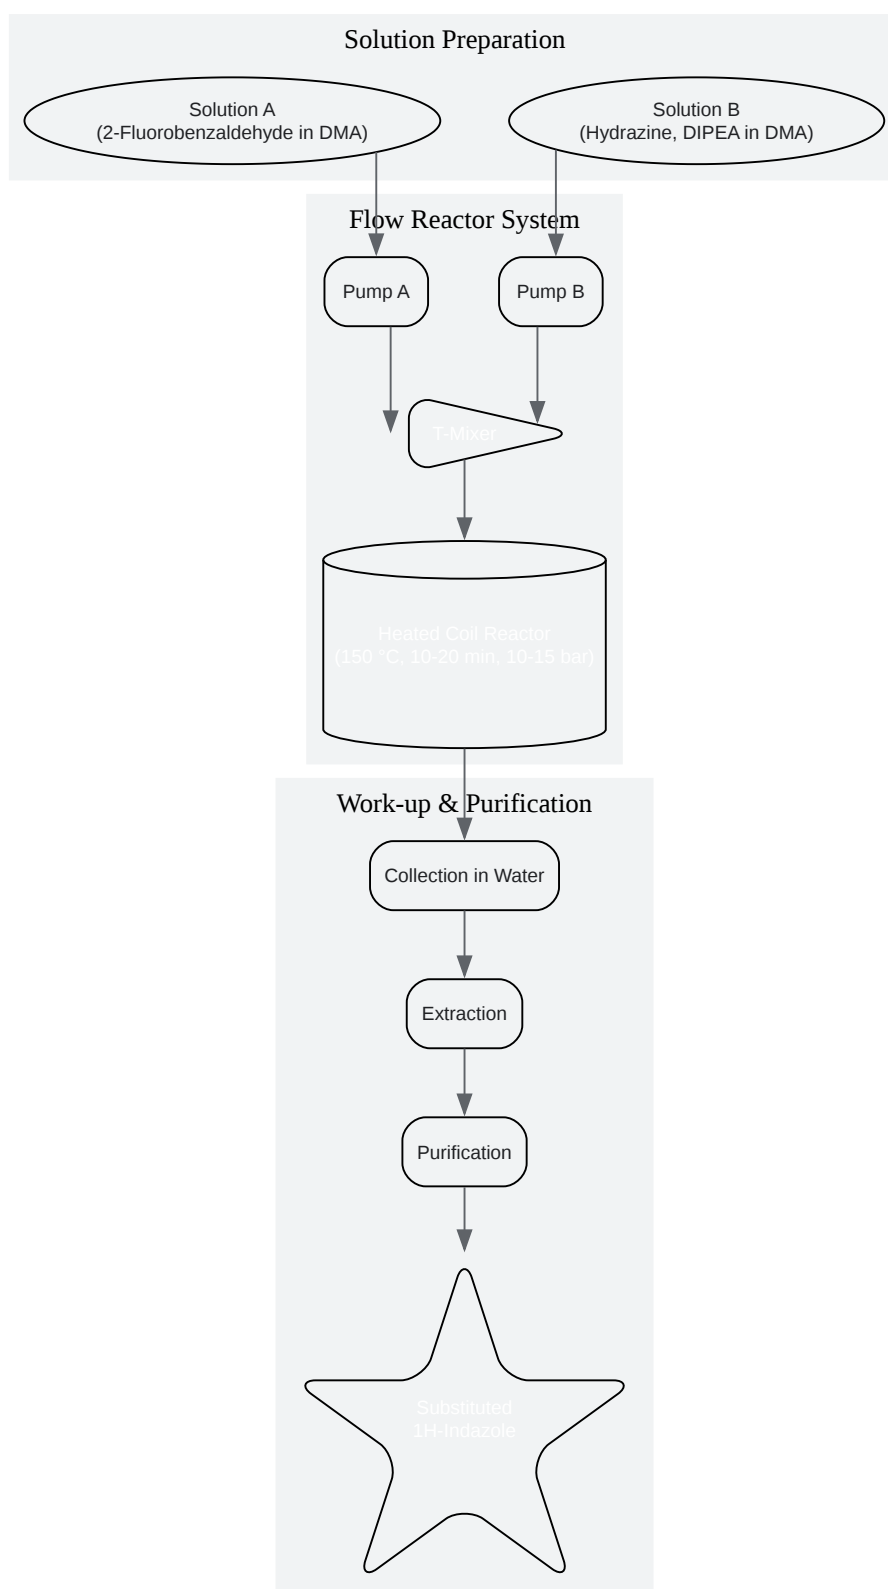 Solution Preparation
Solution A
(2-Fluorobenzaldehyde in DMA)
Solution B
(Hydrazine, DIPEA in DMA)
Flow Reactor System
Pump A
Pump B
T-Mixer
Heated Coil Reactor
(150 °C, 10-20 min, 10-15 bar)
Work-up & Purification
Collection in Water
Extraction
Purification
Substituted
1H-Indazole